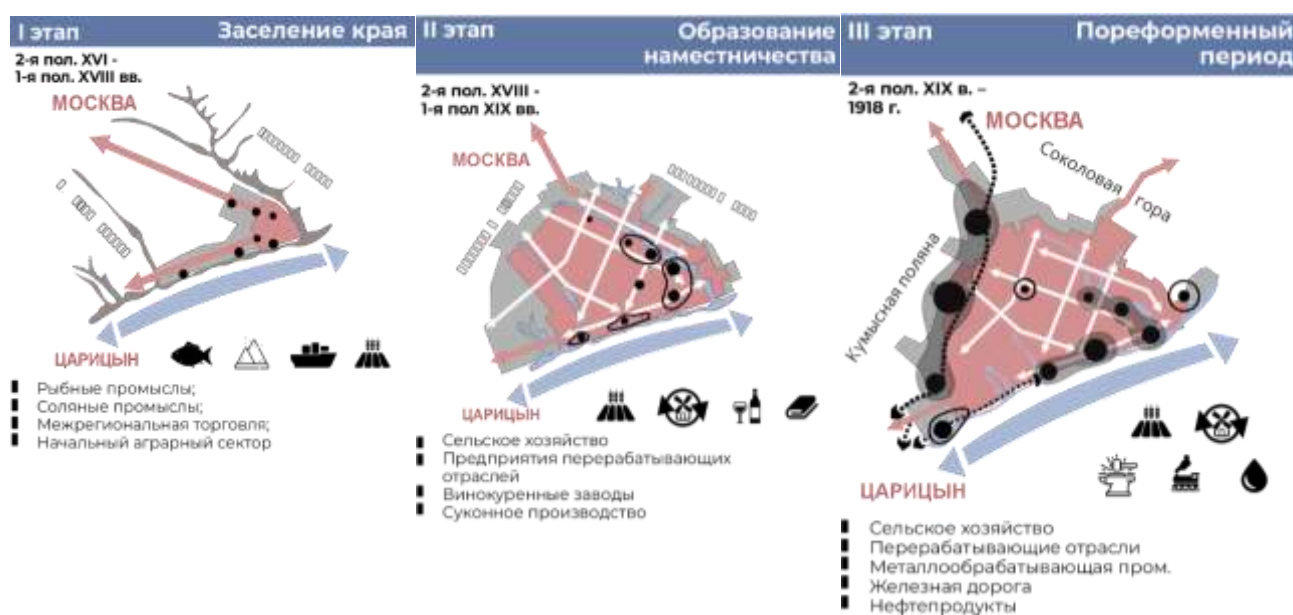 I этап Заселение края
2-я пол. XVI -
1-я пол. XVIII вв.
МОСКВА
ЦАРИЦЫН
Рыбные промыслы;
Соляные промыслы;
Межрегиональная торговля;
Начальный аграрный сектор
II этап Образование
наместничества
2-я пол. XVIII -
1-я пол XIX вв.
МОСКВА
ЦАРИЦЫН
Сельское хозяйство
Предприятия перерабатывающих
отраслей
Винокуренные заводы
Суконное производство
III этап Пореформенный
период
2-я пол. XIX в. –
1918 г.
МОСКВА
Соколовая
гора
Кумысная поляна
ЦАРИЦЫН
Сельское хозяйство
Перерабатывающие отрасли
Металлообрабатывающая пром.
Железная дорога
Нефтепродукты